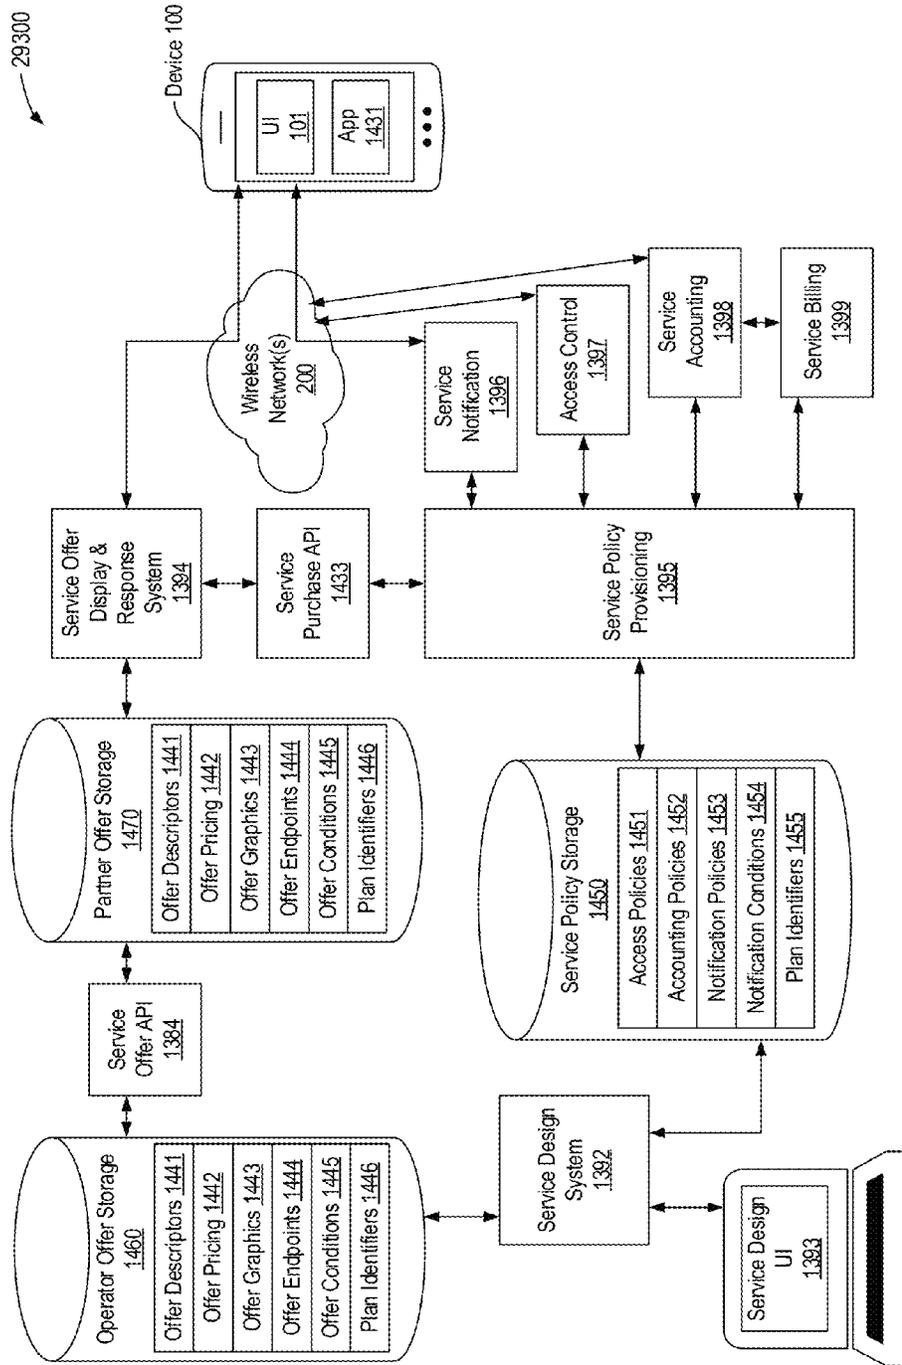 29300
Device 100
UI
101
App
1431
Wireless
Network(s)
200
Service
Notification
1396
Access Control
1397
Service
Accounting
1398
Service Billing
1399
Service Offer
Display &
Response
System
1394
Service
Purchase API
1433
Service Policy
Provisioning
1395
Partner Offer Storage
1470
Offer Descriptors 1441
Offer Pricing 1442
Offer Graphics 1443
Offer Endpoints 1444
Offer Conditions 1445
Plan Identifiers 1446
Service Policy Storage
1450
Access Policies 1451
Accounting Policies 1452
Notification Policies 1453
Notification Conditions 1454
Plan Identifiers 1455
Service
Offer API
1384
Operator Offer Storage
1460
Offer Descriptors 1441
Offer Pricing 1442
Offer Graphics 1443
Offer Endpoints 1444
Offer Conditions 1445
Plan Identifiers 1446
Service Design
System
1392
Service Design
UI
1393